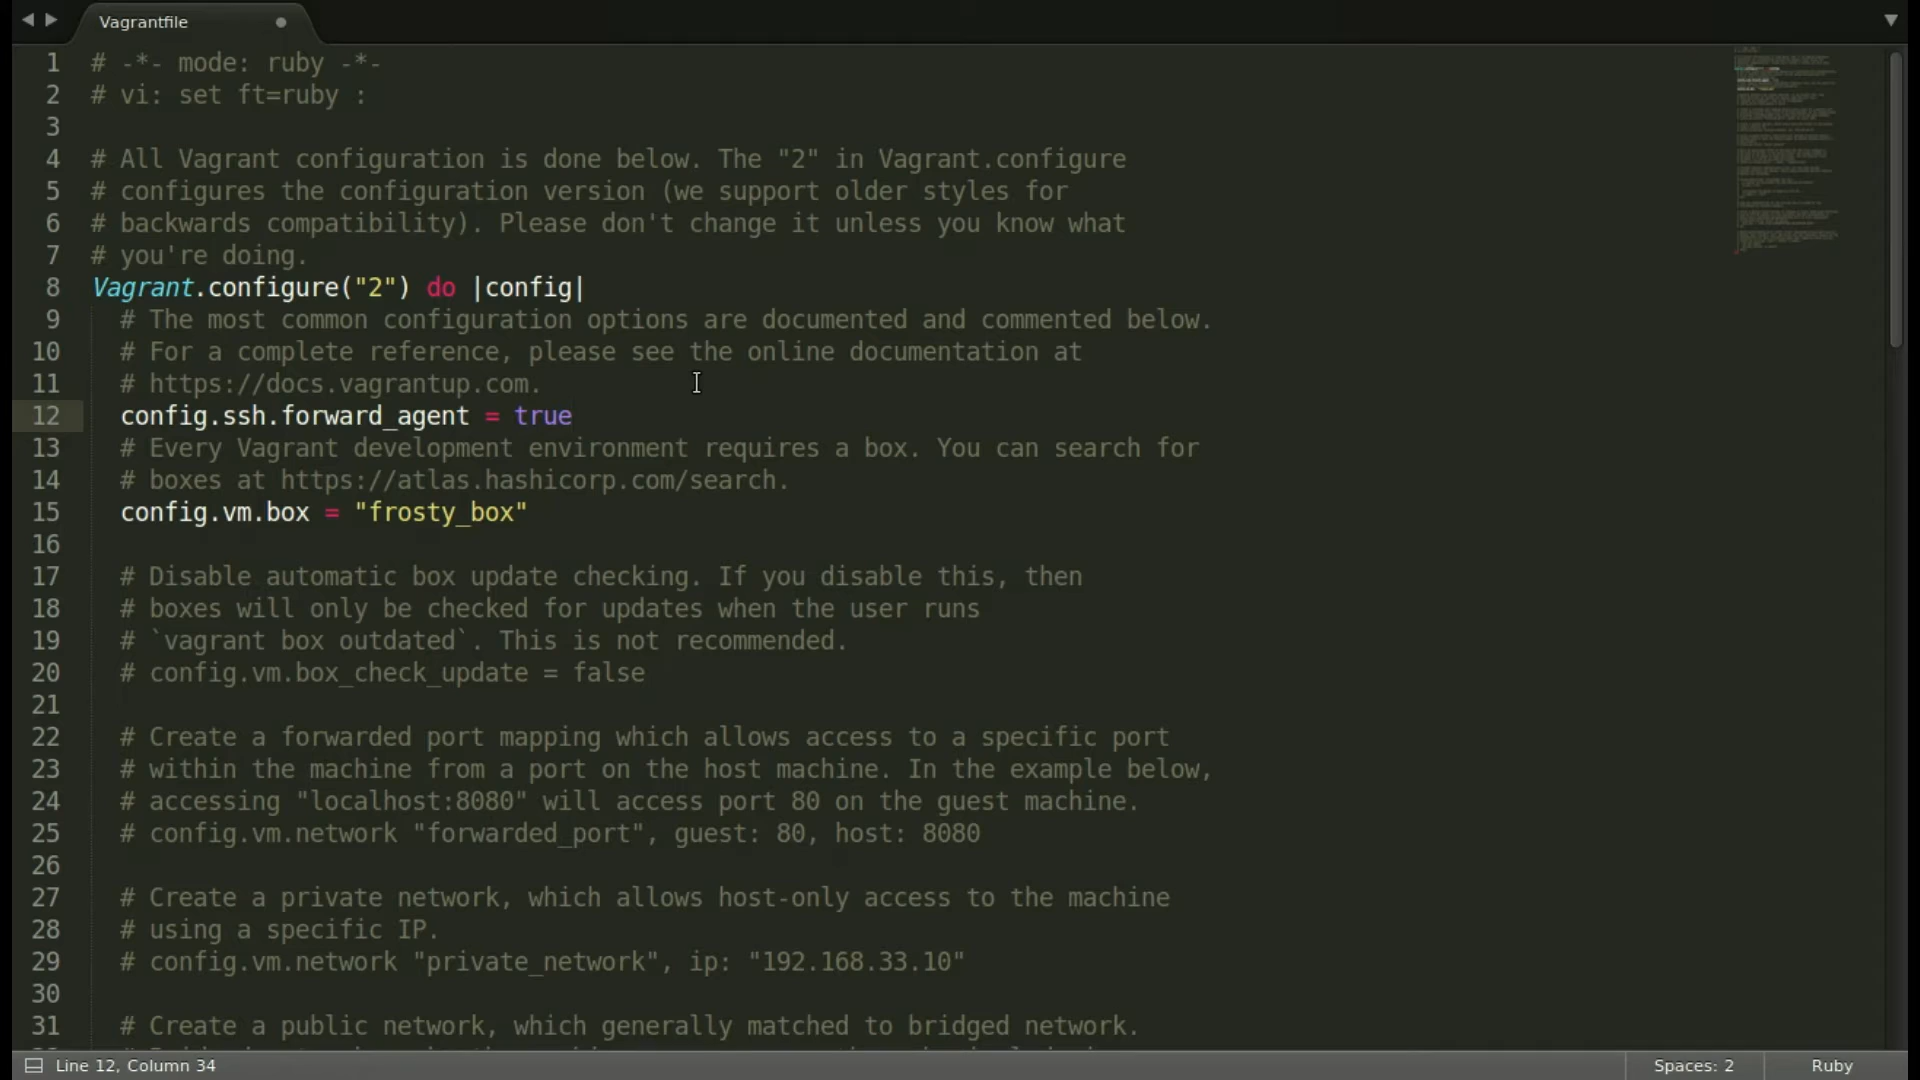 Vagrantfile
1 # -*- mode: ruby -*-
2 # vi: set ft=ruby :
3
4 # All Vagrant configuration is done below. The "2" in Vagrant.configure
5 # configures the configuration version (we support older styles for
6 # backwards compatibility). Please don't change it unless you know what
7 # you're doing.
8 Vagrant.configure("2") do |config|
9   # The most common configuration options are documented and commented below.
10   # For a complete reference, please see the online documentation at
11   # https://docs.vagrantup.com.
12   config.ssh.forward_agent = true
13   # Every Vagrant development environment requires a box. You can search for
14   # boxes at https://atlas.hashicorp.com/search.
15   config.vm.box = "frosty_box"
16
17   # Disable automatic box update checking. If you disable this, then
18   # boxes will only be checked for updates when the user runs
19   # `vagrant box outdated`. This is not recommended.
20   # config.vm.box_check_update = false
21
22   # Create a forwarded port mapping which allows access to a specific port
23   # within the machine from a port on the host machine. In the example below,
24   # accessing "localhost:8080" will access port 80 on the guest machine.
25   # config.vm.network "forwarded_port", guest: 80, host: 8080
26
27   # Create a private network, which allows host-only access to the machine
28   # using a specific IP.
29   # config.vm.network "private_network", ip: "192.168.33.10"
30
31   # Create a public network, which generally matched to bridged network.
Line 12, Column 34
Spaces: 2
Ruby